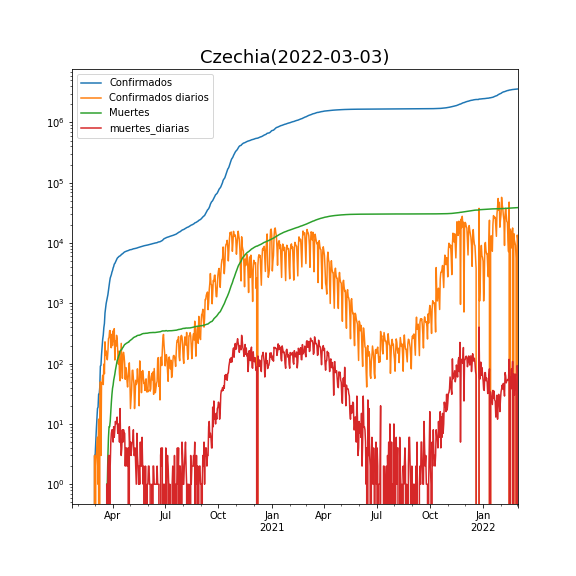 Czechia(2022-03-03)
Confirmados
Confirmados diarios
Muertes
muertes_diarias
10^6
10^5
10^4
10^3
10^2
10^1
10^0
Apr Jul Oct Jan Apr Jul Oct Jan
2021 2022